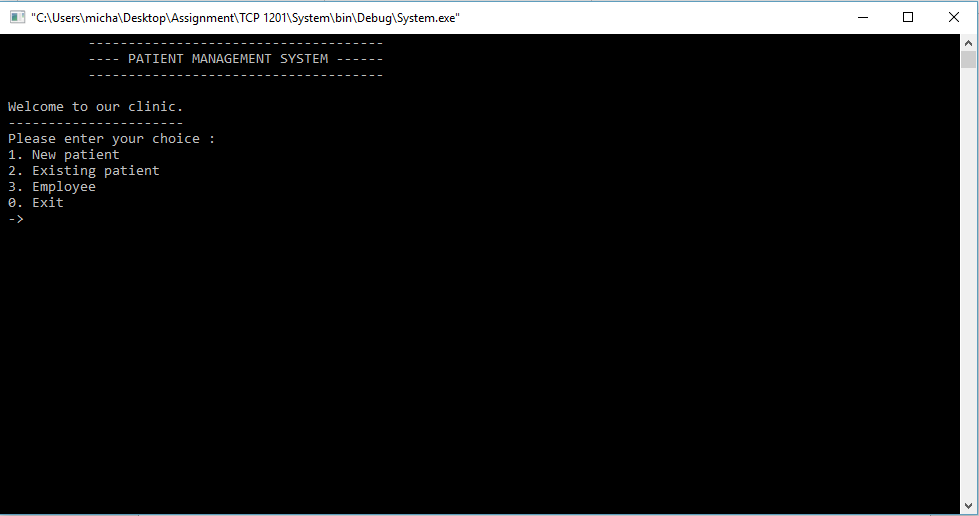 "C:\Users\micha\Desktop\Assignment\TCP 1201\System\bin\Debug\System.exe"
-------------------------------------
---- PATIENT MANAGEMENT SYSTEM ------
-------------------------------------
Welcome to our clinic.
----------------------
Please enter your choice :
1. New patient
2. Existing patient
3. Employee
0. Exit
->